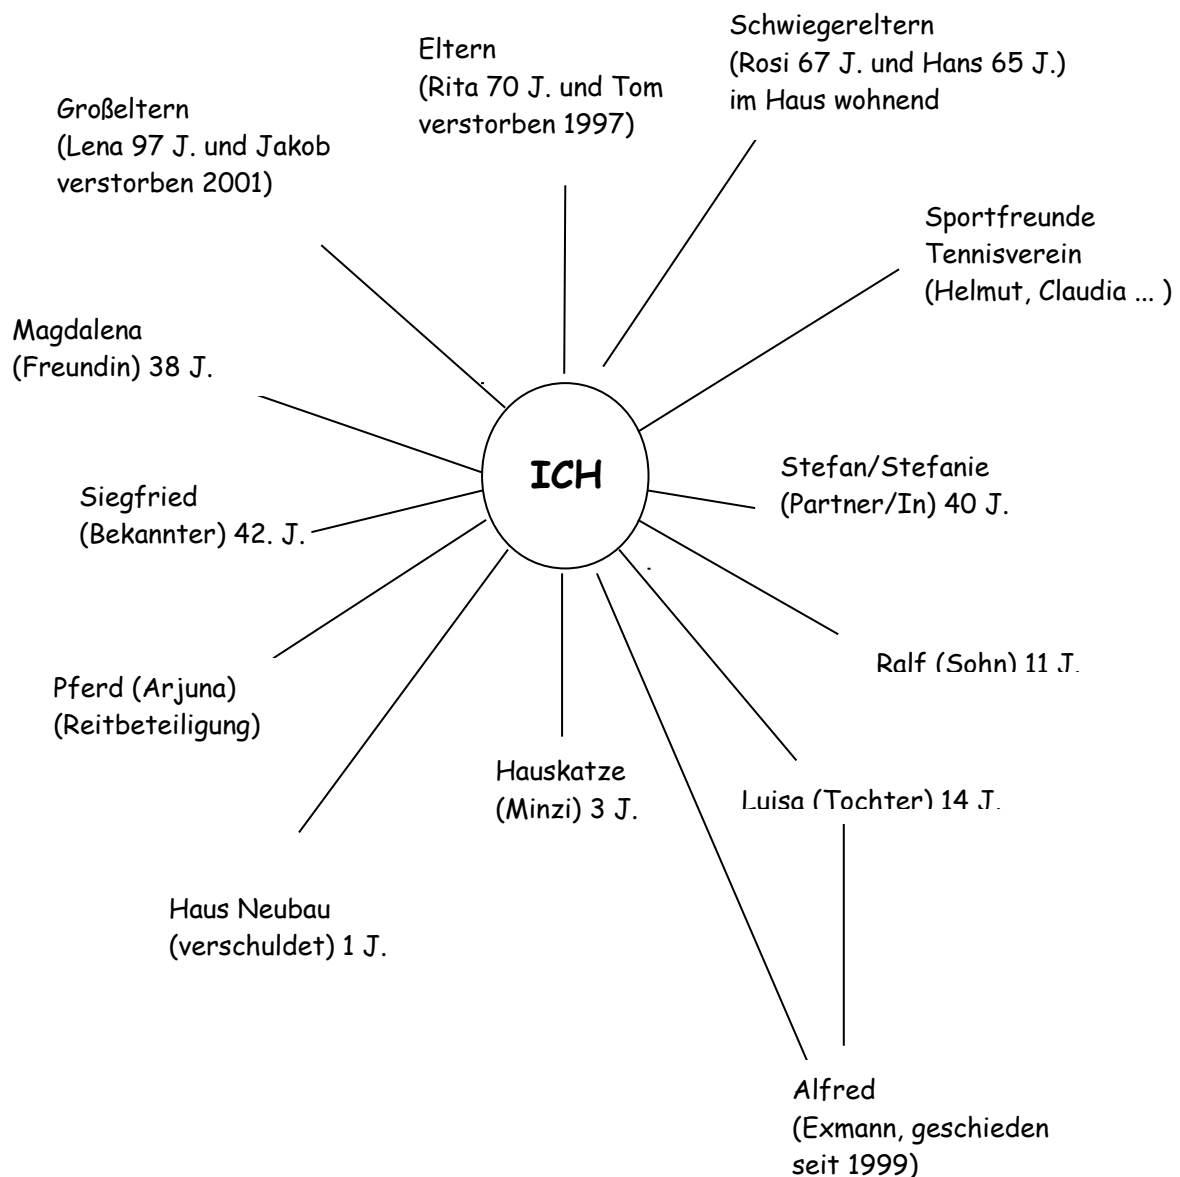 Schwiegereltern
(Rosi 67 J. und Hans 65 J.)
im Haus wohnend
Eltern
(Rita 70 J. und Tom
verstorben 1997)
Großeltern
(Lena 97 J. und Jakob
verstorben 2001)
Sportfreunde
Tennisverein
(Helmut, Claudia ... )
Magdalena
(Freundin) 38 J.
ICH
Stefan/Stefanie
(Partner/In) 40 J.
Siegfried
(Bekannter) 42. J.
Ralf (Sohn) 11 J.
Pferd (Arjuna)
(Reitbeteiligung)
Hauskatze
(Minzi) 3 J.
Luisa (Tochter) 14 J.
Haus Neubau
(verschuldet) 1 J.
Alfred
(Exmann, geschieden
seit 1999)